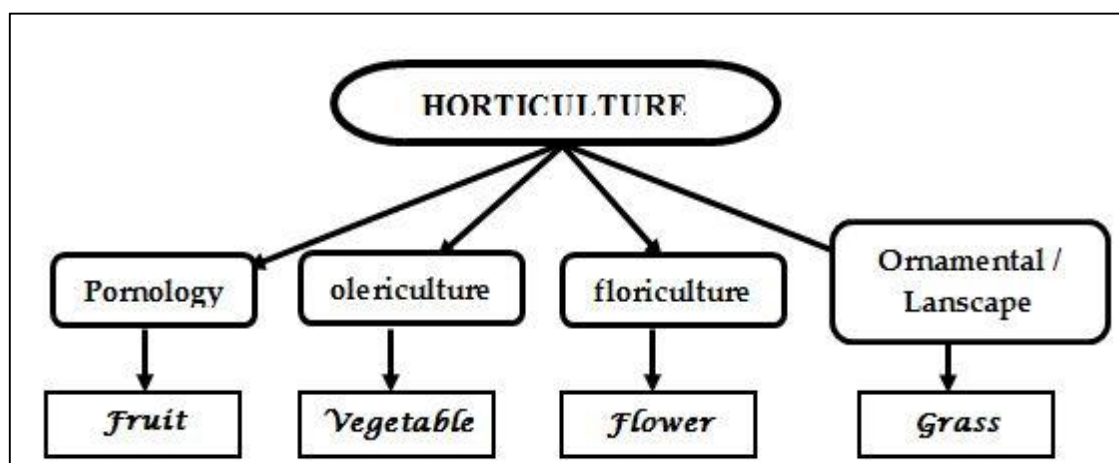 HORTICULTURE
Pornology
olericulture
floriculture
Ornamental /
Lanscape
Fruit
Vegetable
Flower
Grass